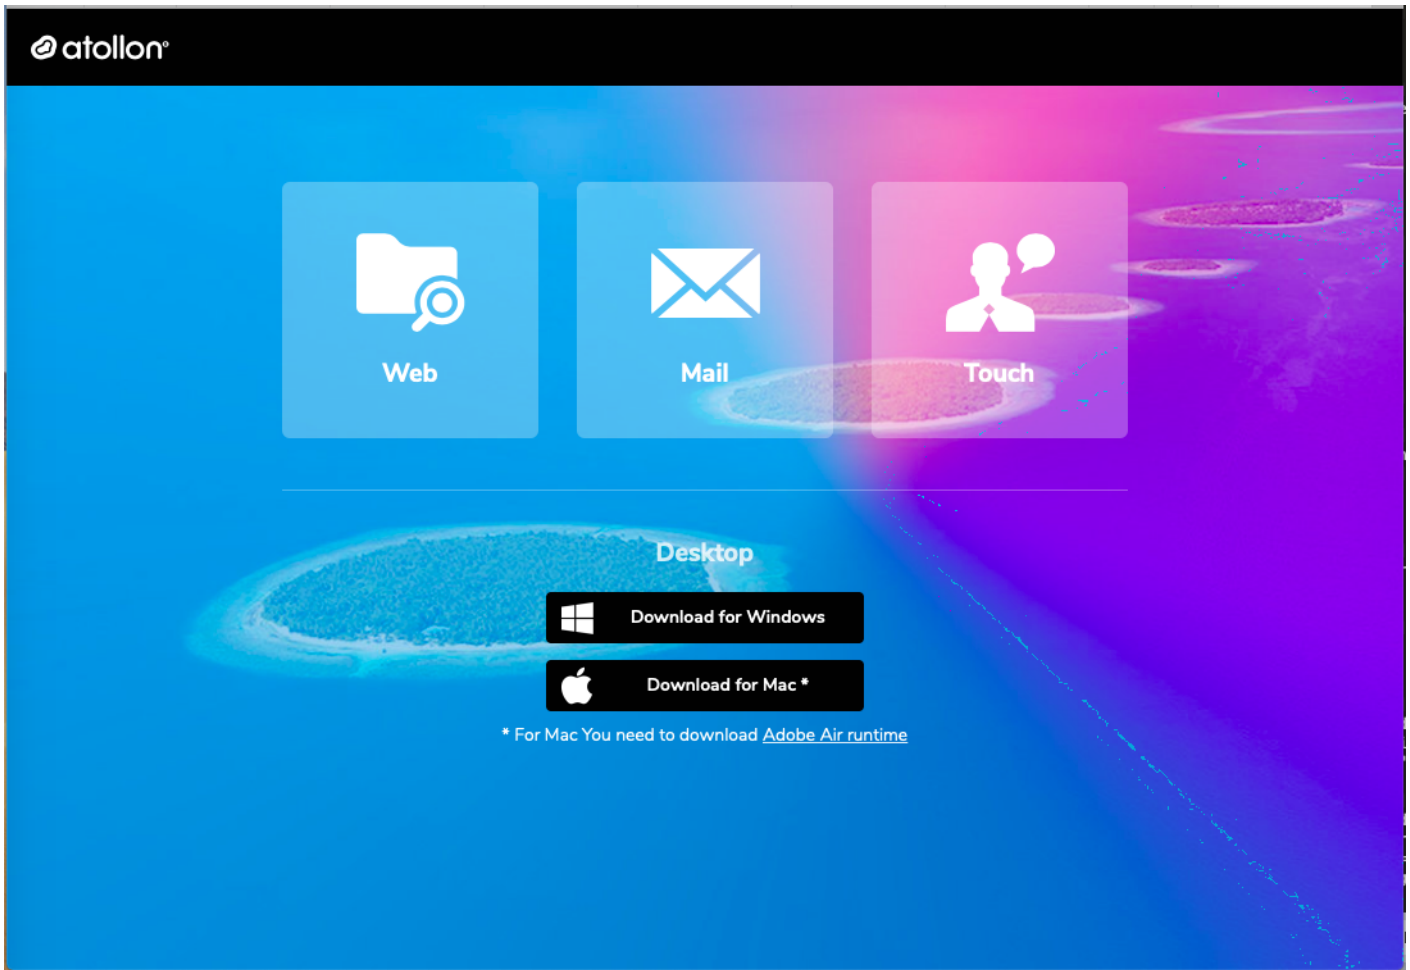 atollon®
Web
Mail
Touch
Desktop
Download for Windows
Download for Mac *
* For Mac You need to download Adobe Air runtime